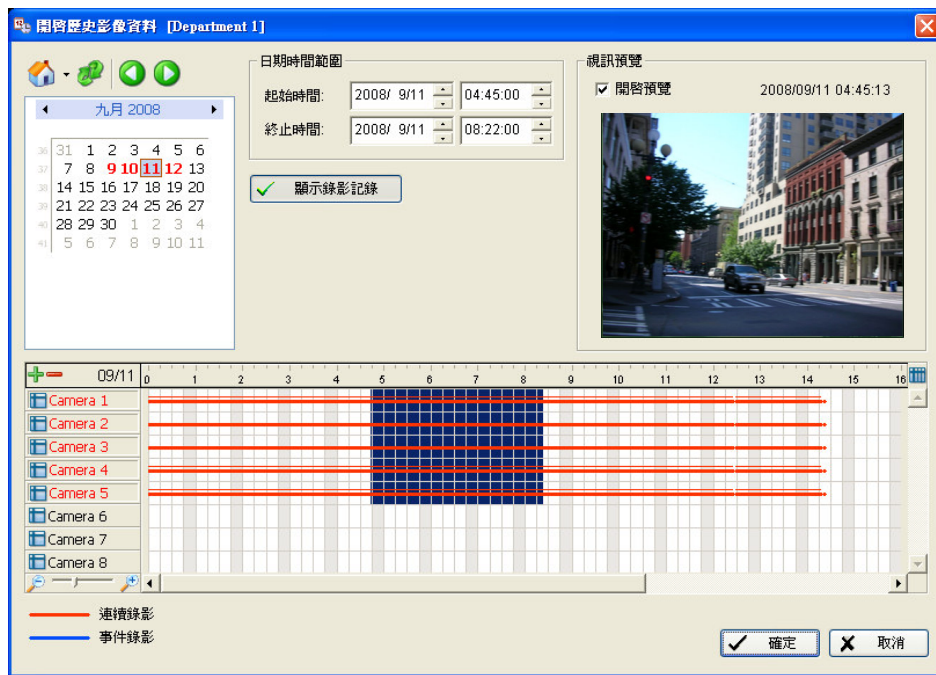 開啓歷史影像資料 [Department 1]
日期時間範圍
起始時間: 2008/ 9/11 04:45:00
終止時間: 2008/ 9/11 08:22:00
顯示錄影記錄
視訊預覽
開啓預覽 2008/09/11 04:45:13
九月 2008
36 31 1 2 3 4 5 6
37 7 8 9 10 11 12 13
38 14 15 16 17 18 19 20
39 21 22 23 24 25 26 27
40 28 29 30 1 2 3 4
41 5 6 7 8 9 10 11
09/11 0 1 2 3 4 5 6 7 8 9 10 11 12 13 14 15 16
Camera 1
Camera 2
Camera 3
Camera 4
Camera 5
Camera 6
Camera 7
Camera 8
連續錄影
事件錄影
確定 取消